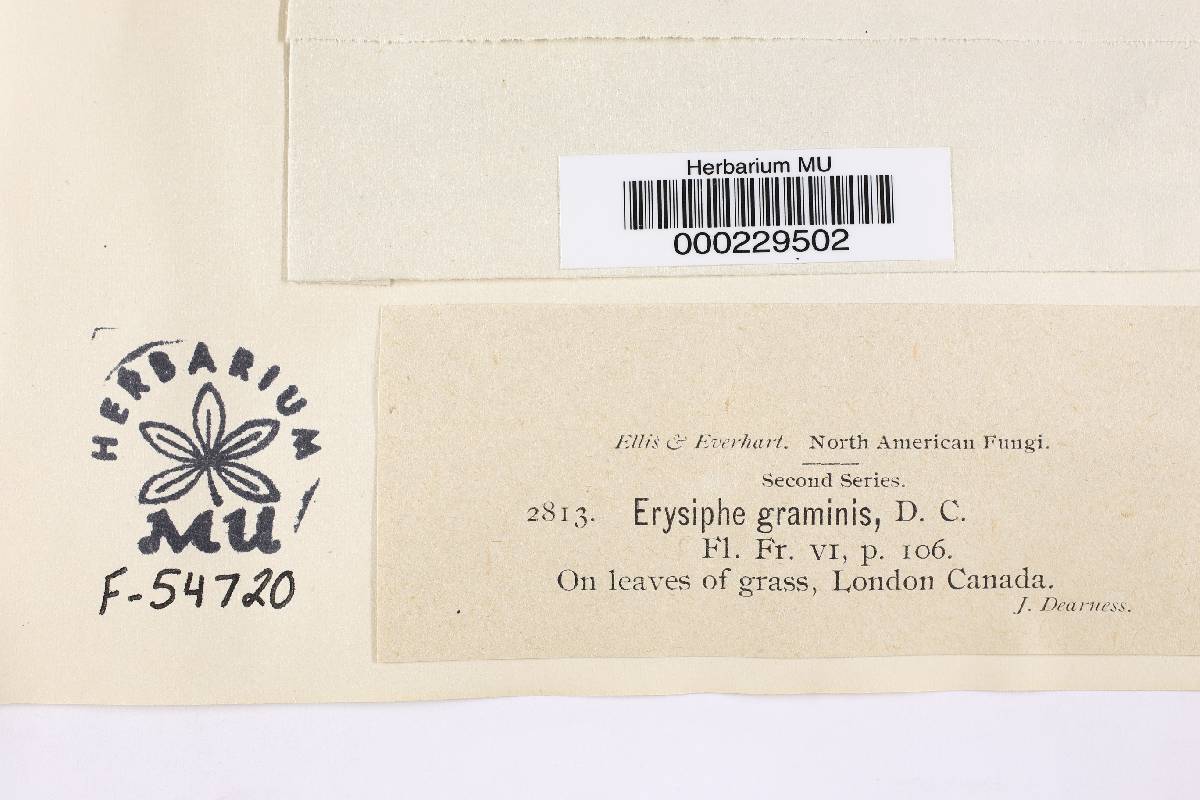 Herbarium MU
000229502
HERBARIUM
MU
F-54720
Ellis & Everhart. North American Fungi.
Second Series.
2813. Erysiphe graminis, D. C.
Fl. Fr. VI, p. 106.
On leaves of grass, London Canada.
J. Dearness.